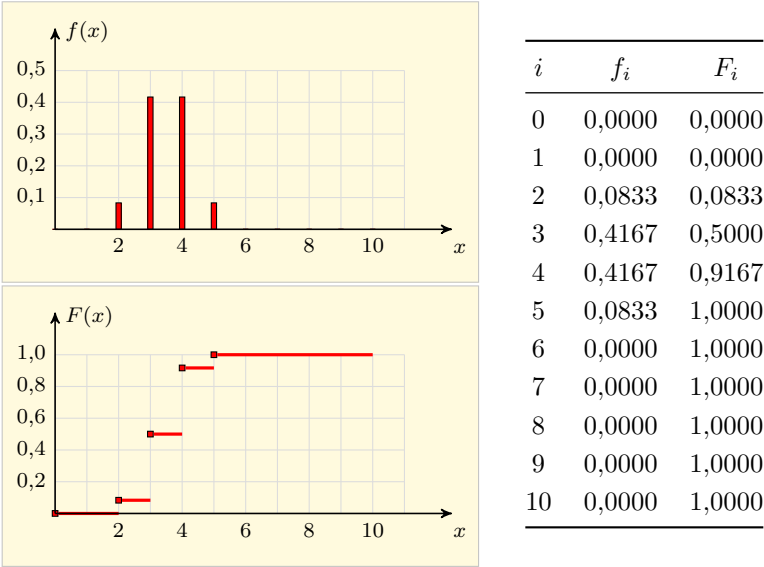 f(x)
0,5
0,4
0,3
0,2
0,1
2 4 6 8 10 x
F(x)
1,0
0,8
0,6
0,4
0,2
2 4 6 8 10 x
i f_i F_i
0 0,0000 0,0000
1 0,0000 0,0000
2 0,0833 0,0833
3 0,4167 0,5000
4 0,4167 0,9167
5 0,0833 1,0000
6 0,0000 1,0000
7 0,0000 1,0000
8 0,0000 1,0000
9 0,0000 1,0000
10 0,0000 1,0000